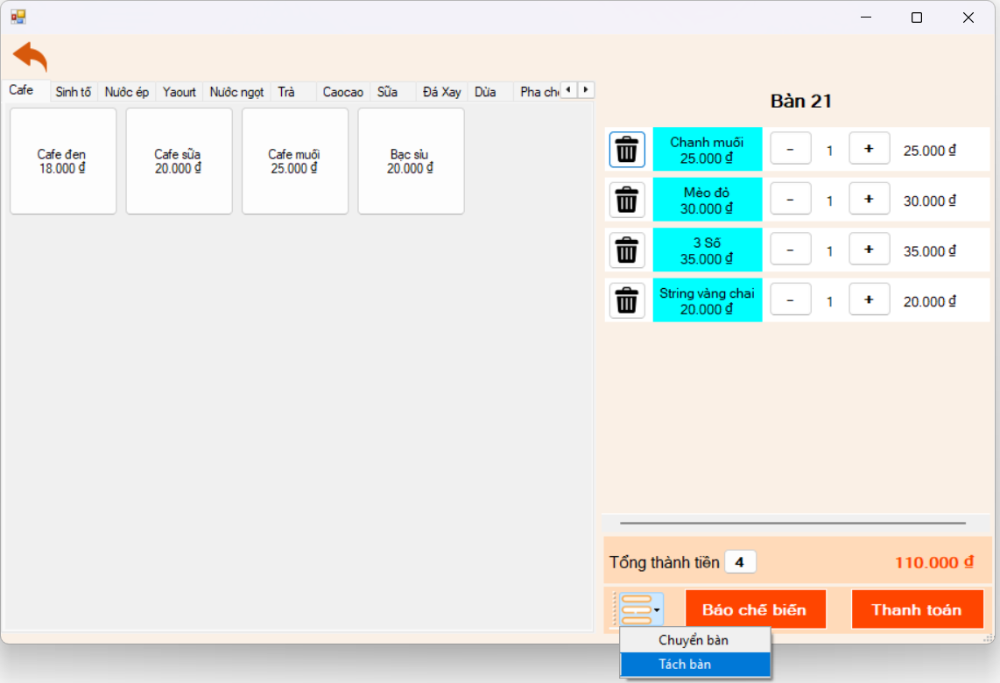 Cafe Sinh tố Nước ép Yaourt Nước ngọt Trà Caocao Sữa Đá Xay Dừa Pha ch
Cafe đen
18.000 ₫
Cafe sữa
20.000 ₫
Cafe muối
25.000 ₫
Bạc sỉu
20.000 ₫
Bàn 21
Chanh muối
25.000 ₫
- 1 + 25.000 ₫
Mèo đỏ
30.000 ₫
- 1 + 30.000 ₫
3 Số
35.000 ₫
- 1 + 35.000 ₫
String vàng chai
20.000 ₫
- 1 + 20.000 ₫
Tổng thành tiền 4 110.000 ₫
Báo chế biến Thanh toán
Chuyển bàn
Tách bàn